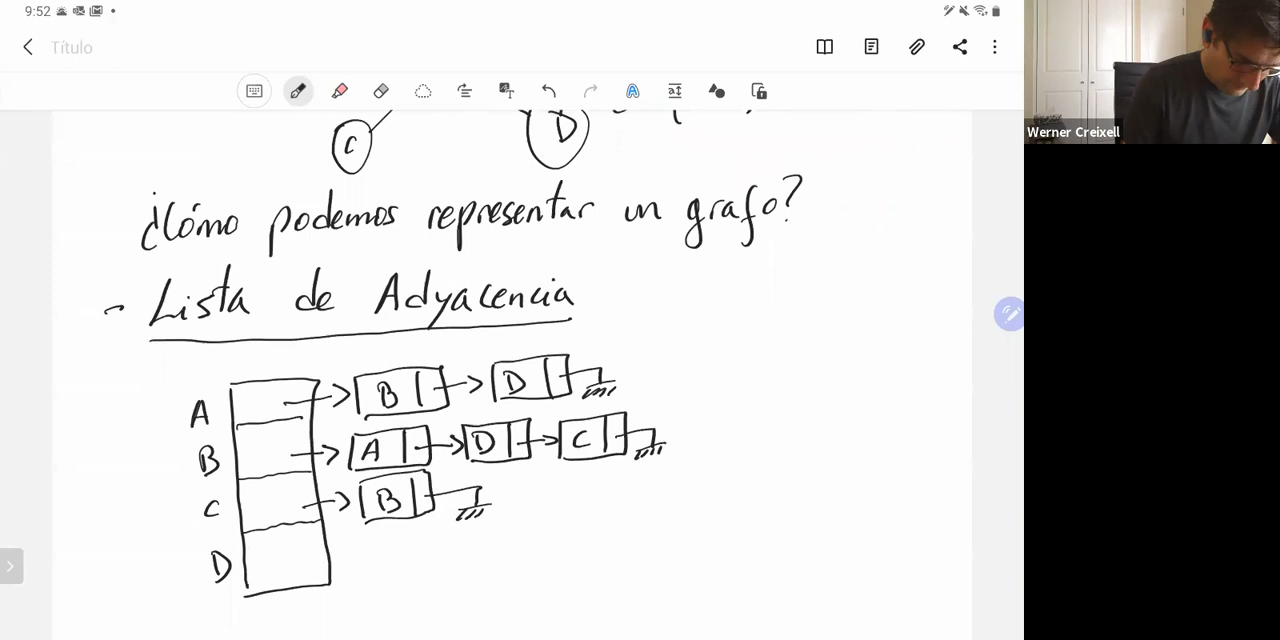 9:52
Título
Werner Creixell
C
D
¿Cómo podemos representar un grafo?
- Lista de Adyacencia
A B D
B A D C
C B
D